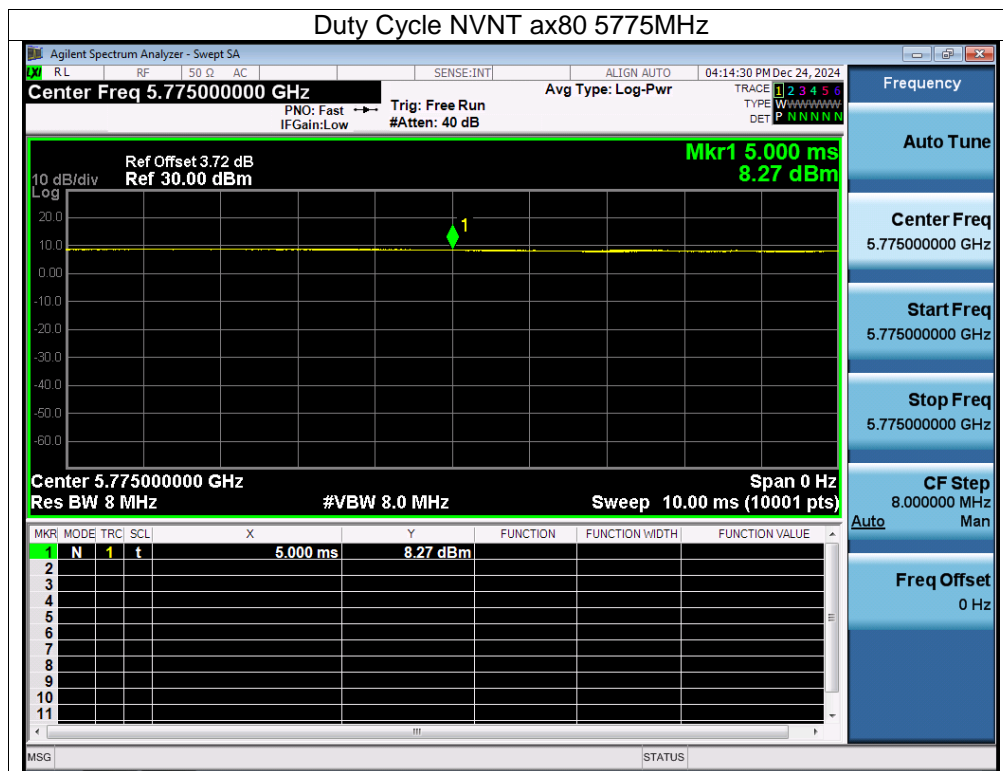 Duty Cycle NVNT ax80 5775MHz
Agilent Spectrum Analyzer - Swept SA
LXI RL RF 50 Ω AC SENSE:INT ALIGN AUTO 04:14:30 PM Dec 24, 2024
Center Freq 5.775000000 GHz
PNO: Fast
IFGain:Low
Trig: Free Run
#Atten: 40 dB
Avg Type: Log-Pwr
TRACE 1 2 3 4 5 6
TYPE WWWWWWW
DET P N N N N N
Mkr1 5.000 ms
8.27 dBm
Ref Offset 3.72 dB
10 dB/div Ref 30.00 dBm
Log
20.0
10.0
0.00
-10.0
-20.0
-30.0
-40.0
-50.0
-60.0
1
Center 5.775000000 GHz Span 0 Hz
Res BW 8 MHz #VBW 8.0 MHz Sweep 10.00 ms (10001 pts)
MKR MODE TRC SCL X Y FUNCTION FUNCTION WIDTH FUNCTION VALUE
1 N 1 t 5.000 ms 8.27 dBm
2
3
4
5
6
7
8
9
10
11
MSG STATUS
Frequency
Auto Tune
Center Freq
5.775000000 GHz
Start Freq
5.775000000 GHz
Stop Freq
5.775000000 GHz
CF Step
8.000000 MHz
Auto Man
Freq Offset
0 Hz